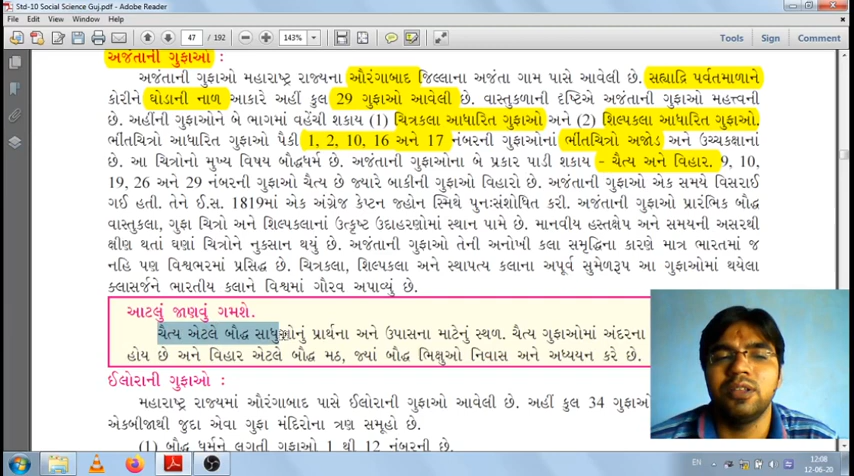 Std-10 Social Science Guj.pdf - Adobe Reader
File Edit View Window Help
47 / 192 143% Tools Sign Comment
અજંતાની ગુફાઓ :
અજંતાની ગુફાઓ મહારાષ્ટ્ર રાજ્યના ઔરંગાબાદ જિલ્લાના અજંતા ગામ પાસે આવેલી છે. સહ્યાદ્રિ પર્વતમાળાને
કોરીને ઘોડાની નાળ આકારે અહીં કુલ 29 ગુફાઓ આવેલી છે. વાસ્તુકળાની દૃષ્ટિએ અજંતાની ગુફાઓ મહત્ત્વની
છે. અહીંની ગુફાઓને બે ભાગમાં વહેંચી શકાય (1) ચિત્રકલા આધારિત ગુફાઓ અને (2) શિલ્પકલા આધારિત ગુફાઓ.
ભીંતચિત્રો આધારિત ગુફાઓ પૈકી 1, 2, 10, 16 અને 17 નંબરની ગુફાઓનાં ભીંતચિત્રો અજોડ અને ઉચ્ચકક્ષાનાં
છે. આ ચિત્રોનો મુખ્ય વિષય બૌદ્ધધર્મ છે. અજંતાની ગુફાઓના બે પ્રકાર પાડી શકાય - ચૈત્ય અને વિહાર. 9, 10,
19, 26 અને 29 નંબરની ગુફાઓ ચૈત્ય છે જ્યારે બાકીની ગુફાઓ વિહારો છે. અજંતાની ગુફાઓ એક સમયે વિસરાઈ
ગઈ હતી. તેને ઈ.સ. 1819માં એક અંગ્રેજ કેપ્ટન જ્હોન સ્મિથે પુનઃસંશોધિત કરી. અજંતાની ગુફાઓ પ્રારંભિક બૌદ્ધ
વાસ્તુકલા, ગુફા ચિત્રો અને શિલ્પકલાનાં ઉત્કૃષ્ટ ઉદાહરણોમાં સ્થાન પામે છે. માનવીય હસ્તક્ષેપ અને સમયની અસરથી
ક્ષીણ થતાં ઘણાં ચિત્રોને નુકસાન થયું છે. અજંતાની ગુફાઓ તેની અનોખી કલા સમૃદ્ધિના કારણે માત્ર ભારતમાં જ
નહિ પણ વિશ્વભરમાં પ્રસિદ્ધ છે. ચિત્રકલા, શિલ્પકલા અને સ્થાપત્ય કલાના અપૂર્વ સુમેળરૂપ આ ગુફાઓમાં થયેલા
કલાસર્જને ભારતીય કલાને વિશ્વમાં ગૌરવ અપાવ્યું છે.
આટલું જાણવું ગમશે.
ચૈત્ય એટલે બૌદ્ધ સાધુઓનું પ્રાર્થના અને ઉપાસના માટેનું સ્થળ. ચૈત્ય ગુફાઓમાં અંદરના
હોય છે અને વિહાર એટલે બૌદ્ધ મઠ, જ્યાં બૌદ્ધ ભિક્ષુઓ નિવાસ અને અધ્યયન કરે છે.
ઈલોરાની ગુફાઓ :
મહારાષ્ટ્ર રાજ્યમાં ઔરંગાબાદ પાસે ઈલોરાની ગુફાઓ આવેલી છે. અહીં કુલ 34 ગુફાઓ
એકબીજાથી જુદા એવા ગુફા મંદિરોના ત્રણ સમૂહો છે.
(1) બૌદ્ધ ધર્મને લગતી ગુફાઓ 1 થી 12 નંબરની છે.
EN 12:08
12-06-20